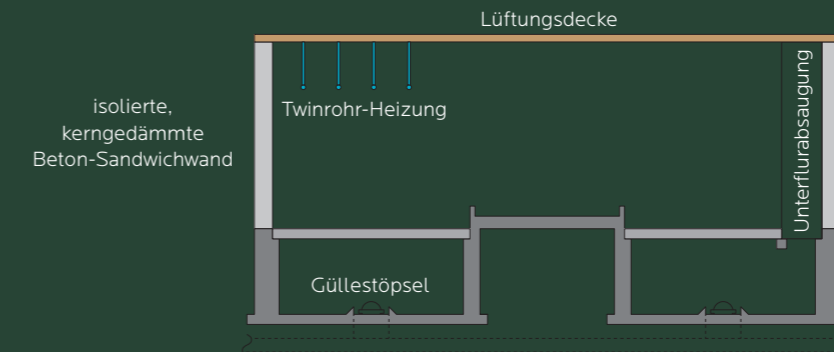 Lüftungsdecke
isolierte,
kerngedämmte
Beton-Sandwichwand
Twinrohr-Heizung
Unterflurabsaugung
Güllestöpsel